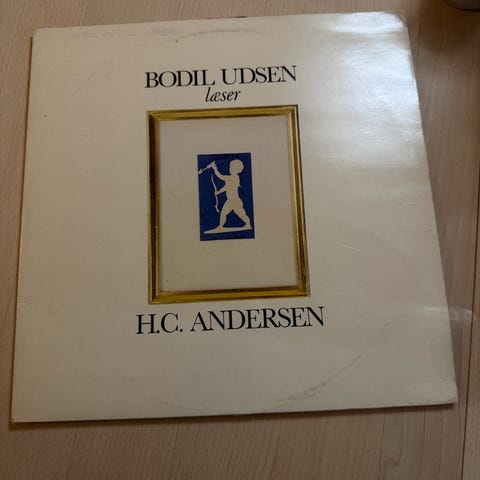 BODIL UDSEN
læser
H.C. ANDERSEN